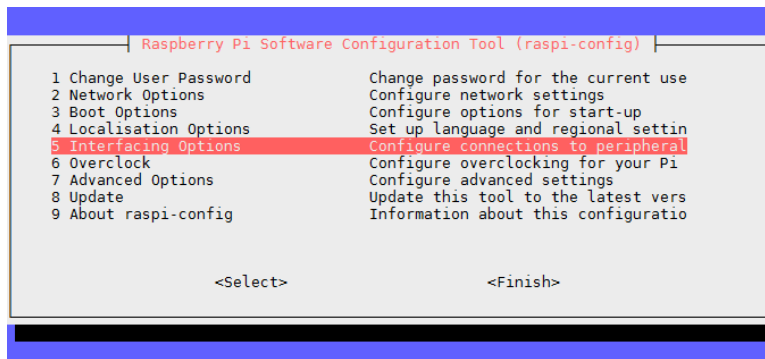 Raspberry Pi Software Configuration Tool (raspi-config)
1 Change User Password Change password for the current use
2 Network Options Configure network settings
3 Boot Options Configure options for start-up
4 Localisation Options Set up language and regional settin
5 Interfacing Options Configure connections to peripheral
6 Overclock Configure overclocking for your Pi
7 Advanced Options Configure advanced settings
8 Update Update this tool to the latest vers
9 About raspi-config Information about this configuratio
<Select> <Finish>